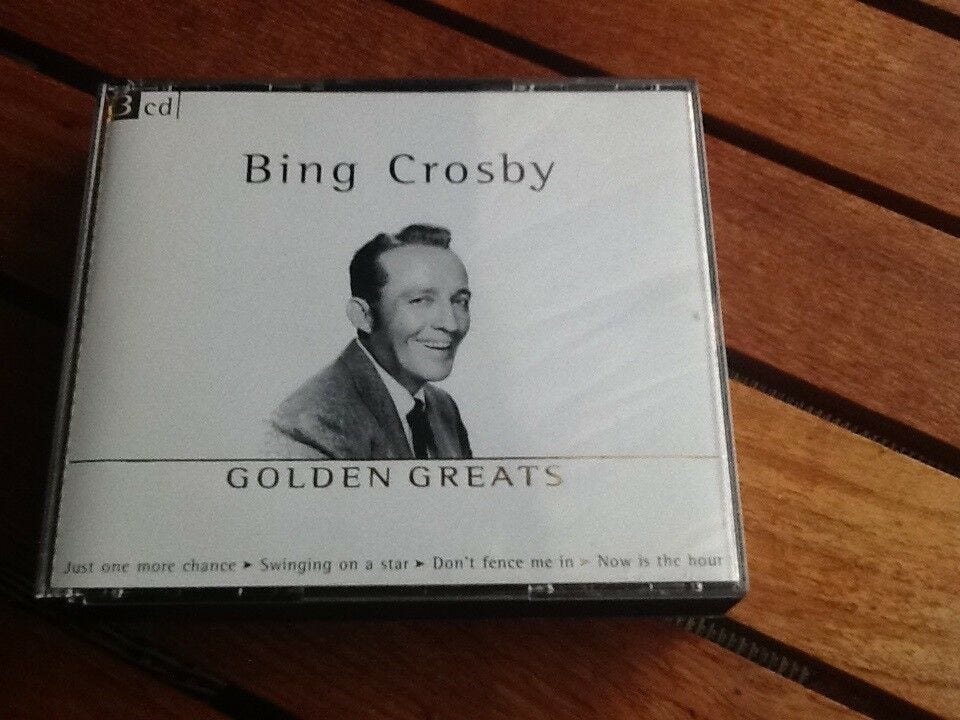 3 cd
Bing Crosby
GOLDEN GREATS
Just one more chance ➤ Swinging on a star ➤ Don't fence me in ➤ Now is the hour